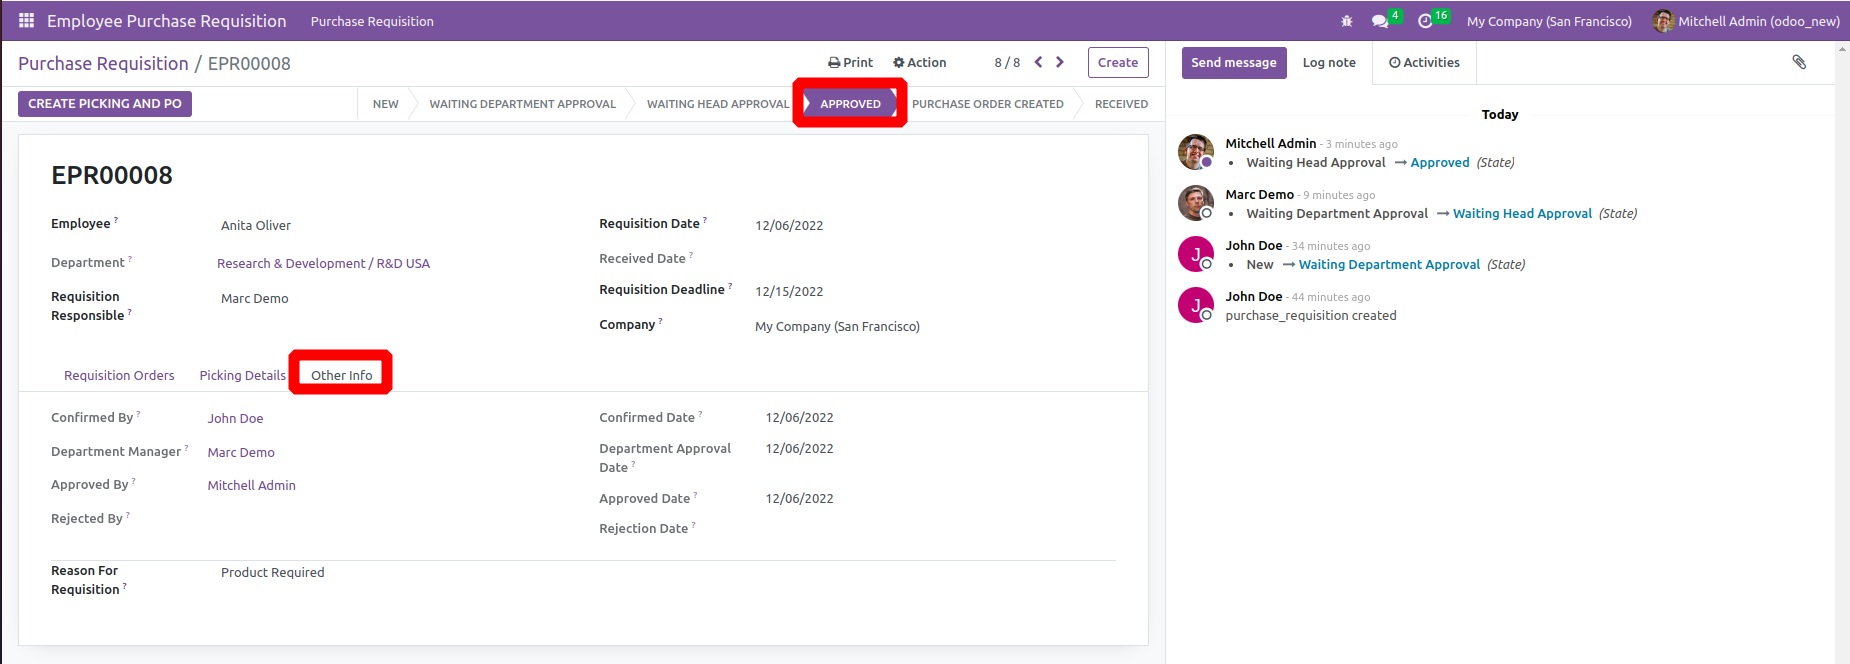 Employee Purchase Requisition Purchase Requisition 4 16 My Company (San Francisco) Mitchell Admin (odoo_new)
Purchase Requisition / EPR00008 Print Action 8 / 8 Create
CREATE PICKING AND PO NEW WAITING DEPARTMENT APPROVAL WAITING HEAD APPROVAL APPROVED PURCHASE ORDER CREATED RECEIVED
EPR00008
Employee ? Anita Oliver
Department ? Research & Development / R&D USA
Requisition
Responsible ? Marc Demo
Requisition Date ? 12/06/2022
Received Date ?
Requisition Deadline ? 12/15/2022
Company ? My Company (San Francisco)
Requisition Orders Picking Details Other Info
Confirmed By ? John Doe
Department Manager ? Marc Demo
Approved By ? Mitchell Admin
Rejected By ?
Confirmed Date ? 12/06/2022
Department Approval
Date ? 12/06/2022
Approved Date ? 12/06/2022
Rejection Date ?
Reason For
Requisition ? Product Required
Send message Log note Activities
Today
Mitchell Admin - 3 minutes ago
• Waiting Head Approval → Approved (State)
Marc Demo - 9 minutes ago
• Waiting Department Approval → Waiting Head Approval (State)
J
John Doe - 34 minutes ago
• New → Waiting Department Approval (State)
J
John Doe - 44 minutes ago
purchase_requisition created